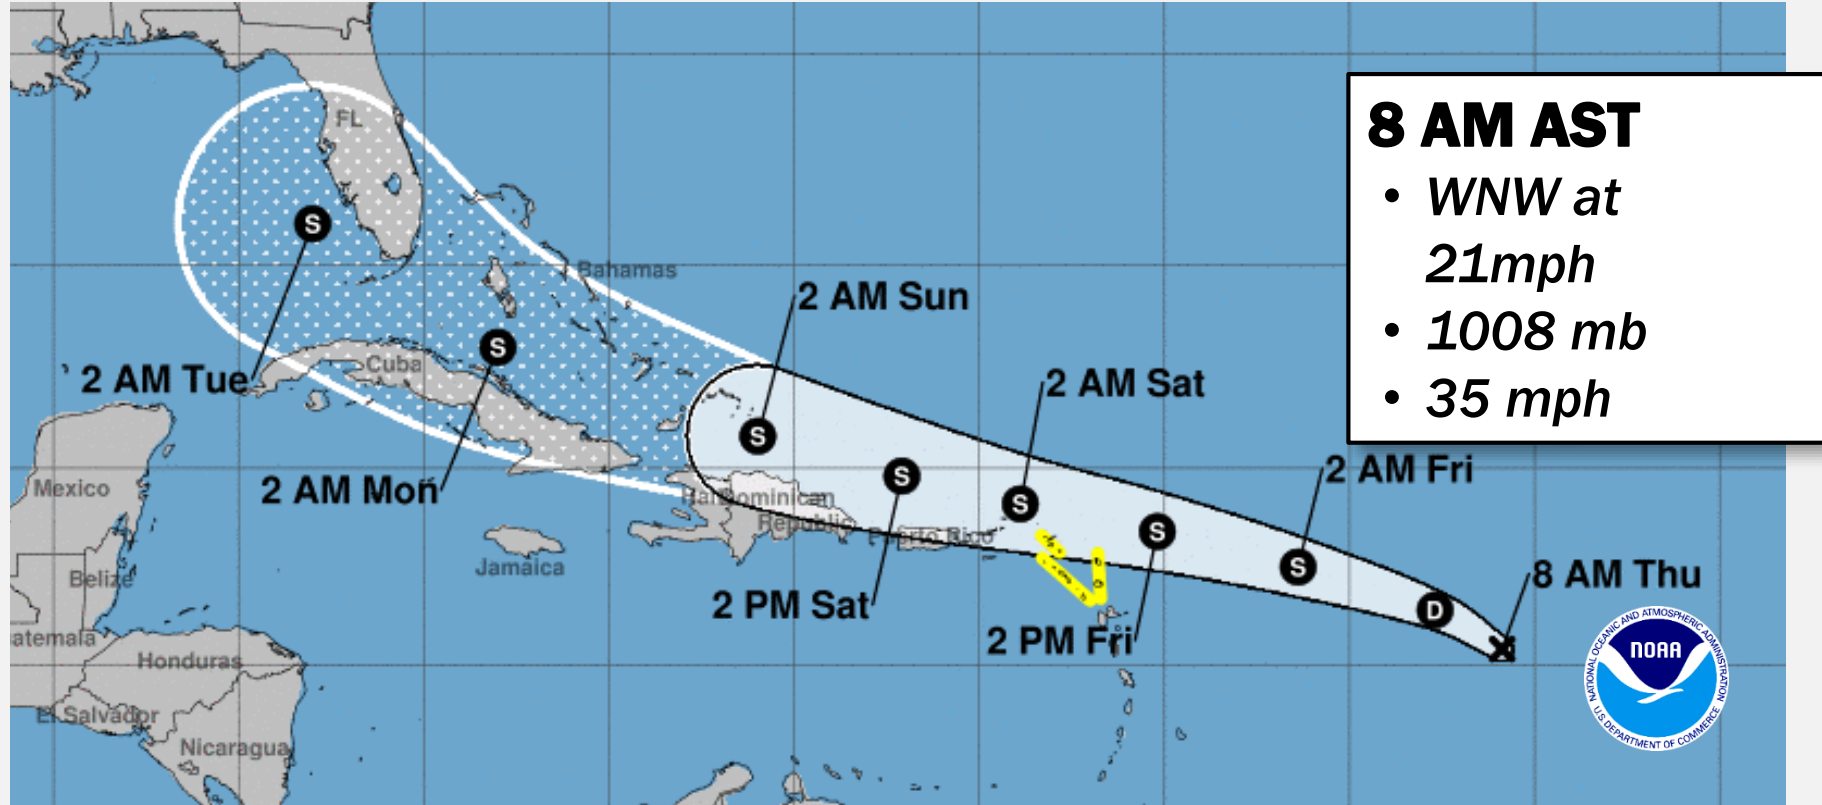 8 AM AST
• WNW at
21mph
• 1008 mb
• 35 mph
FL
Bahamas
2 AM Sun
S
2 AM Tue
Cuba
S
2 AM Sat
S
2 AM Mon
Mexico
S
S
2 AM Fri
Haiti
Dominican
Republic
Puerto Rico
S
S
Jamaica
Belize
2 PM Sat
8 AM Thu
D
atemala
2 PM Fri
Honduras
El Salvador
Nicaragua
NATIONAL OCEANIC AND ATMOSPHERIC ADMINISTRATION
NOAA
U.S. DEPARTMENT OF COMMERCE